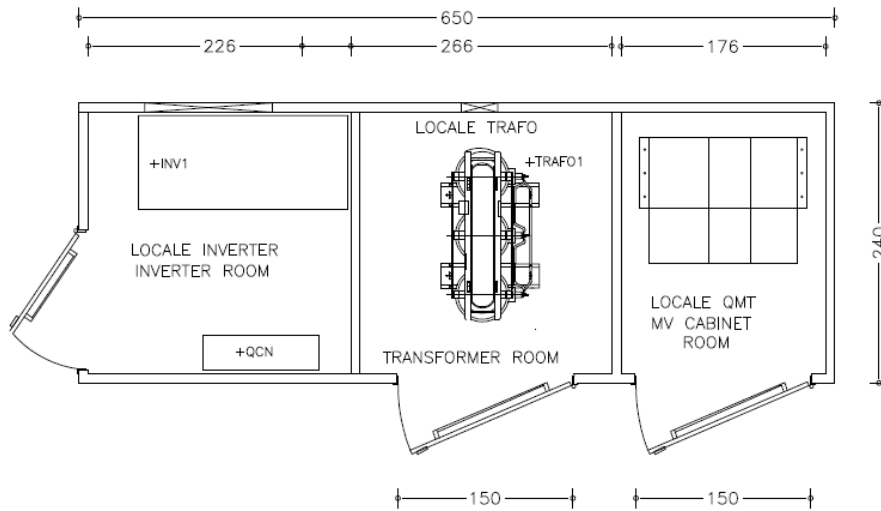 650
226
266
176
LOCALE TRAFO
+INV1
+TRAFO1
240
LOCALE INVERTER
INVERTER ROOM
LOCALE QMT
MV CABINET
ROOM
+QCN
TRANSFORMER ROOM
150
150